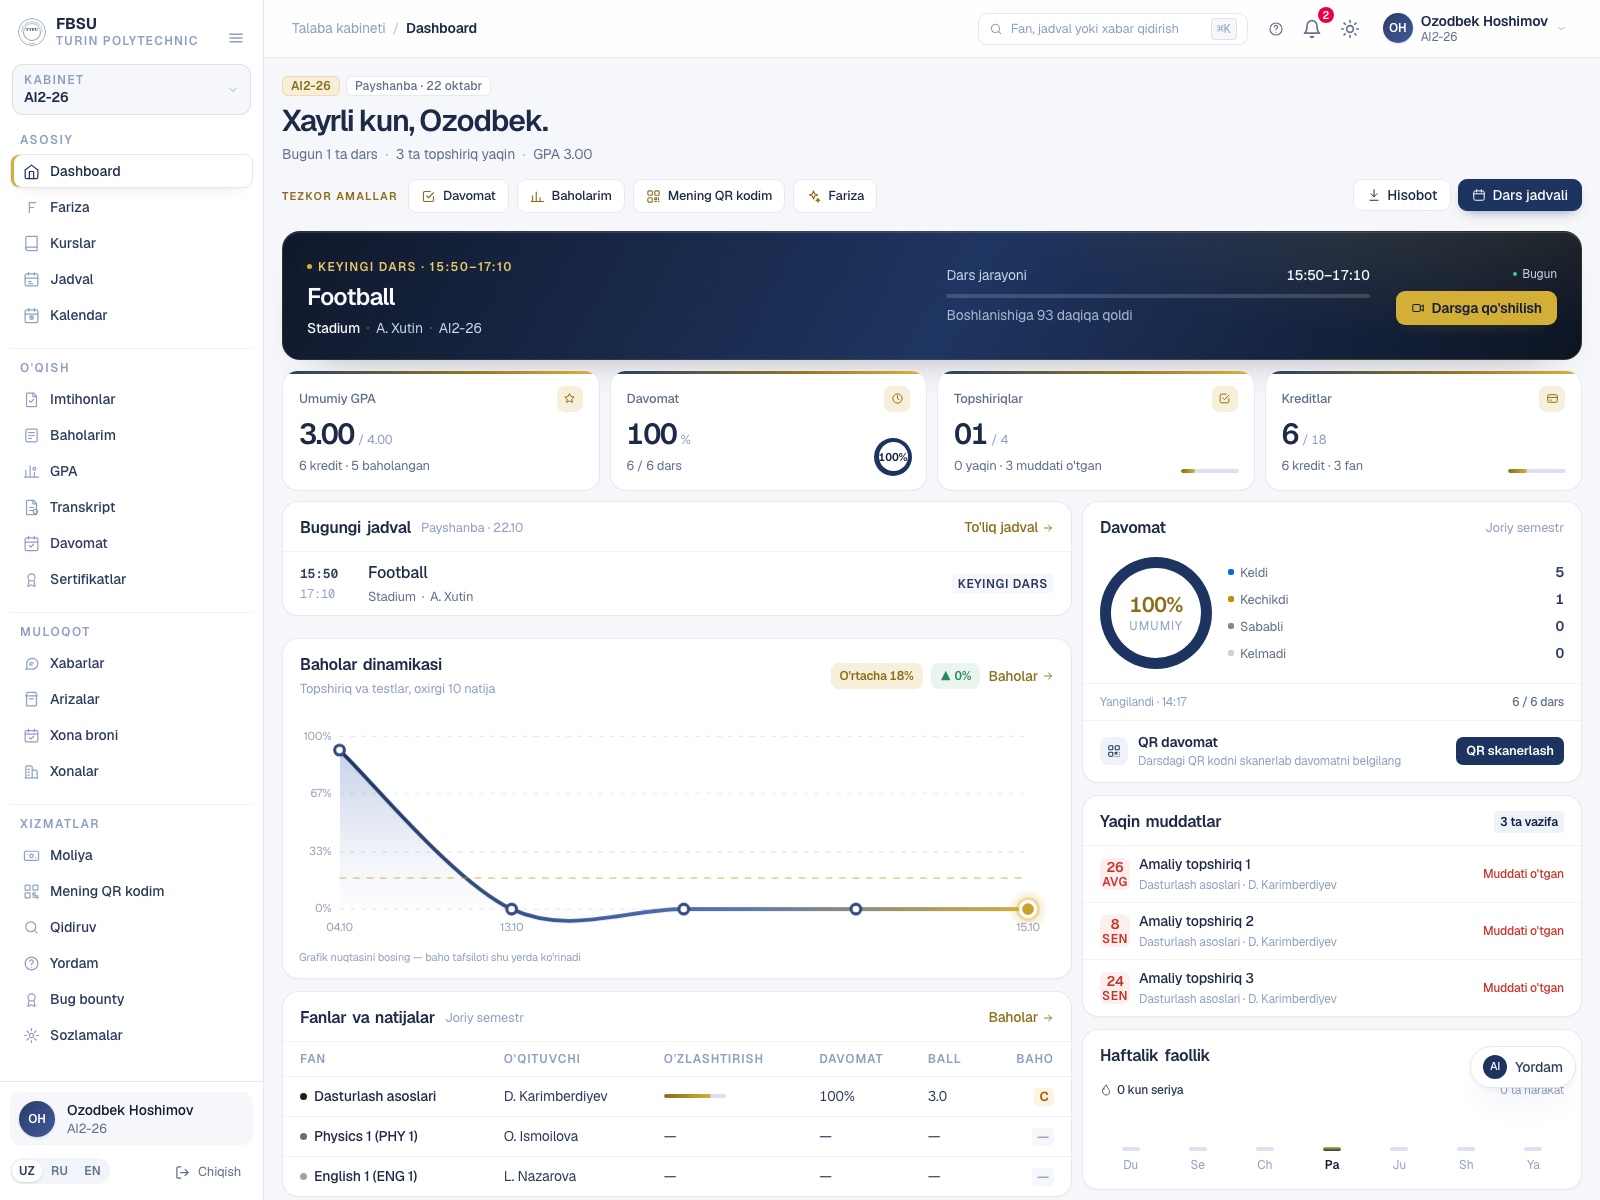 FBSU
TURIN POLYTECHNIC
KABINET
AI2-26
ASOSIY
Dashboard
F Fariza
Kurslar
Jadval
Kalendar
O'QISH
Imtihonlar
Baholarim
GPA
Transkript
Davomat
Sertifikatlar
MULOQOT
Xabarlar
Arizalar
Xona broni
Xonalar
XIZMATLAR
Moliya
Mening QR kodim
Qidiruv
Yordam
Bug bounty
Sozlamalar
OH Ozodbek Hoshimov
AI2-26
UZ RU EN Chiqish
Talaba kabineti / Dashboard
Fan, jadval yoki xabar qidirish ⌘K
2
OH Ozodbek Hoshimov
AI2-26
AI2-26 Payshanba · 22 oktabr
Xayrli kun, Ozodbek.
Bugun 1 ta dars · 3 ta topshiriq yaqin · GPA 3.00
TEZKOR AMALLAR Davomat Baholarim Mening QR kodim Fariza Hisobot Dars jadvali
KEYINGI DARS · 15:50–17:10
Football
Stadium · A. Xutin · AI2-26
Dars jarayoni 15:50–17:10
Boshlanishiga 93 daqiqa qoldi
Bugun
Darsga qo'shilish
Umumiy GPA
3.00 / 4.00
6 kredit · 5 baholangan
Davomat
100 %
6 / 6 dars
100%
Topshiriqlar
01 / 4
0 yaqin · 3 muddati o'tgan
Kreditlar
6 / 18
6 kredit · 3 fan
Bugungi jadval Payshanba · 22.10 To'liq jadval →
15:50 Football
17:10 Stadium · A. Xutin
KEYINGI DARS
Baholar dinamikasi
Topshiriq va testlar, oxirgi 10 natija
O'rtacha 18% ▲ 0% Baholar →
100%
67%
33%
0%
04.10 13.10 15.10
Grafik nuqtasini bosing — baho tafsiloti shu yerda ko'rinadi
Fanlar va natijalar Joriy semestr Baholar →
FAN O'QITUVCHI O'ZLASHTIRISH DAVOMAT BALL BAHO
Dasturlash asoslari D. Karimberdiyev 100% 3.0 C
Physics 1 (PHY 1) O. Ismoilova — — — —
English 1 (ENG 1) L. Nazarova — — — —
Davomat Joriy semestr
100%
UMUMIY
Keldi 5
Kechikdi 1
Sababli 0
Kelmadi 0
Yangilandi · 14:17 6 / 6 dars
QR davomat
Darsdagi QR kodni skanerlab davomatni belgilang
QR skanerlash
Yaqin muddatlar 3 ta vazifa
26 AVG Amaliy topshiriq 1
Dasturlash asoslari · D. Karimberdiyev
Muddati o'tgan
8 SEN Amaliy topshiriq 2
Dasturlash asoslari · D. Karimberdiyev
Muddati o'tgan
24 SEN Amaliy topshiriq 3
Dasturlash asoslari · D. Karimberdiyev
Muddati o'tgan
Haftalik faollik
AI Yordam
0 kun seriya 0 ta harakat
Du Se Ch Pa Ju Sh Ya